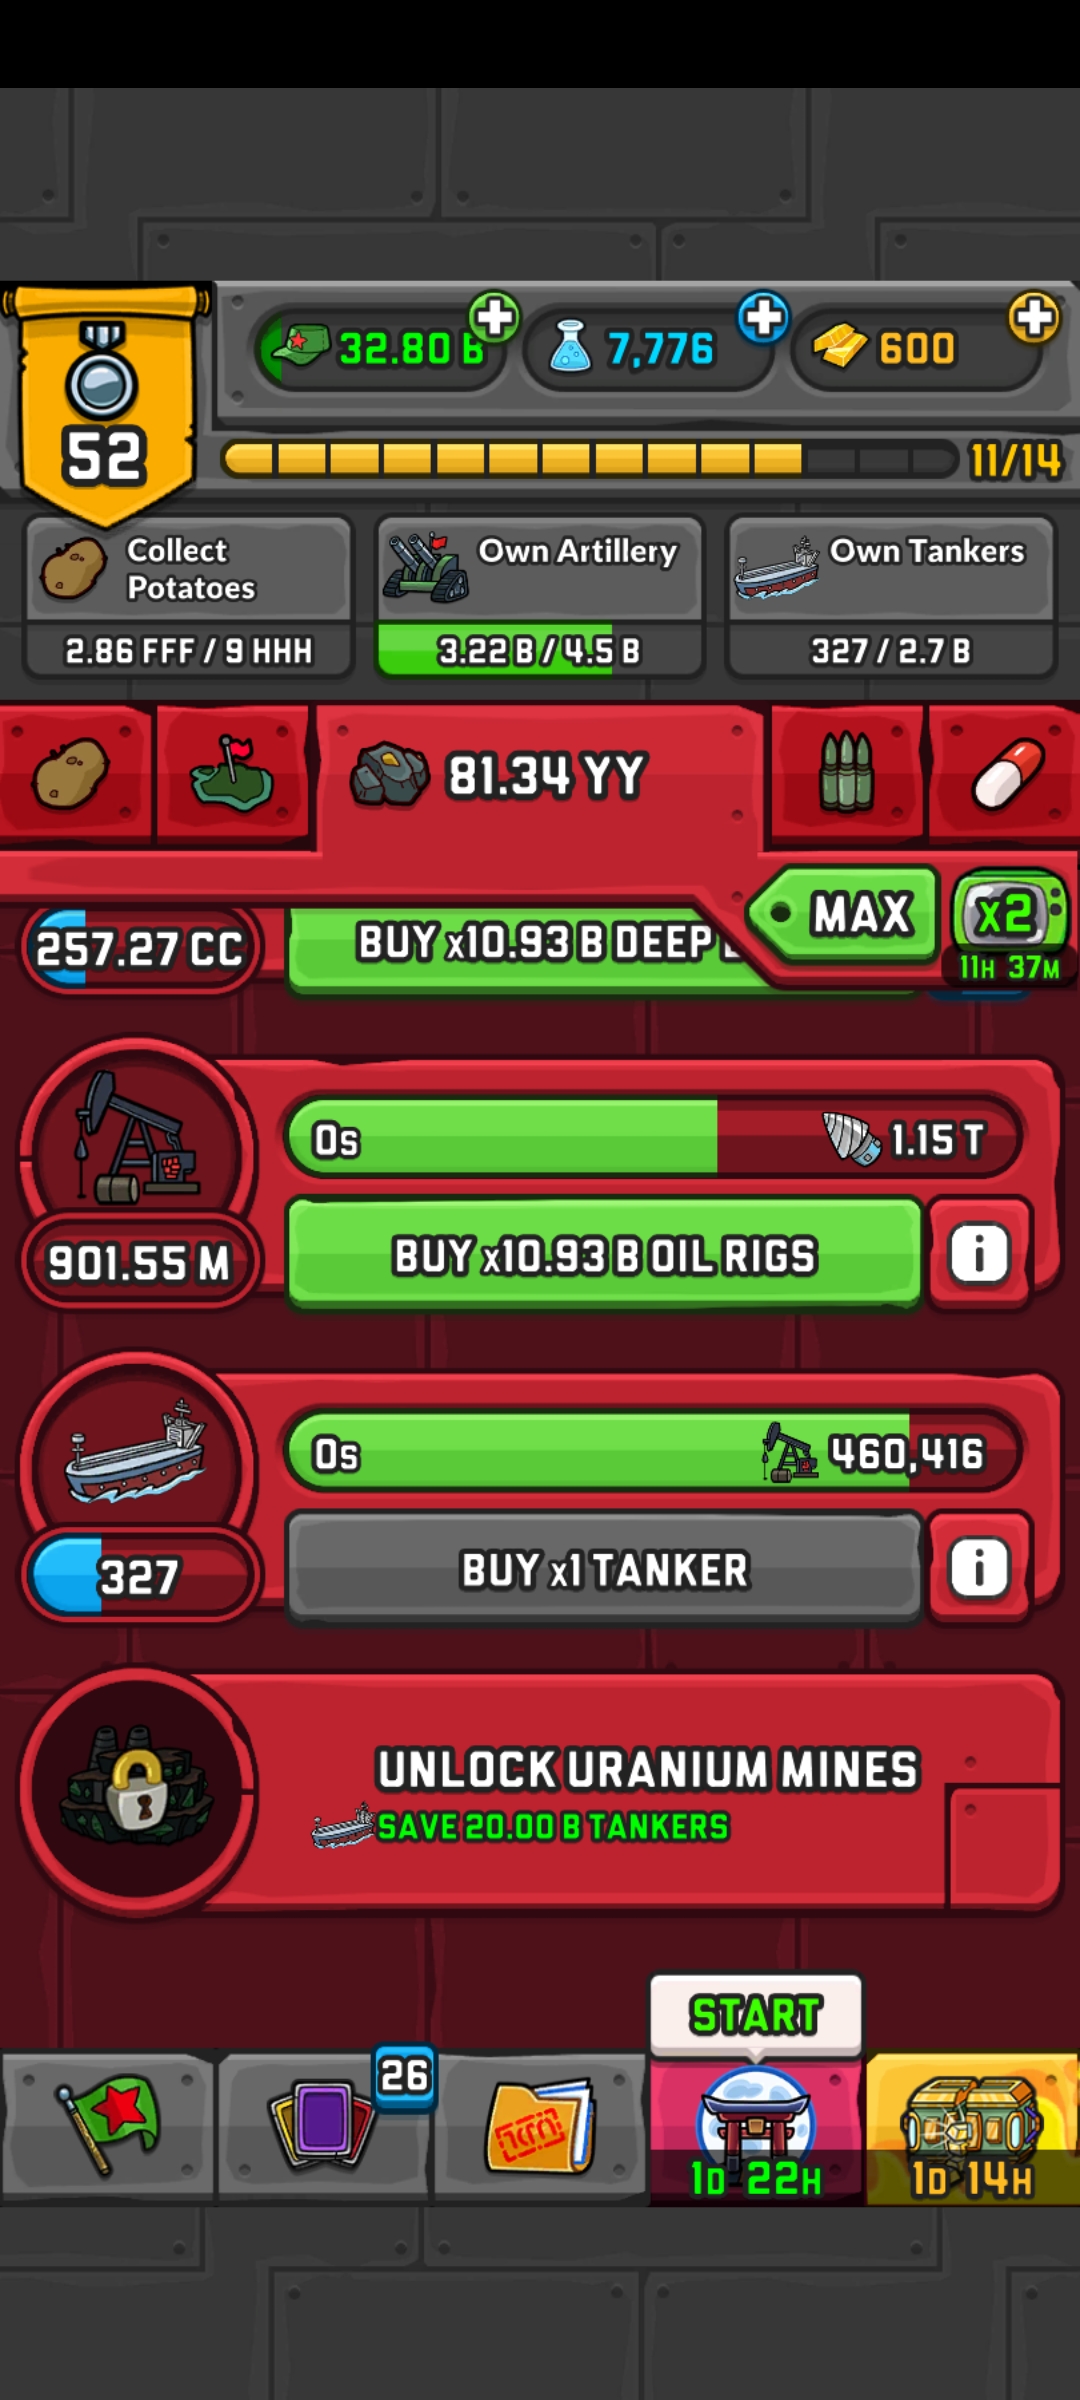 32.80 B
7,776
600
52
11/14
Collect
Potatoes
Own Artillery
Own Tankers
2.86 FFF / 9 HHH
3.22 B / 4.5 B
327 / 2.7 B
81.34 YY
MAX
x2
11H 37M
257.27 CC
BUY x10.93 B DEEP
0s
1.15 T
901.55 M
BUY x10.93 B OIL RIGS
i
0s
460,416
327
BUY x1 TANKER
i
UNLOCK URANIUM MINES
SAVE 20.00 B TANKERS
START
26
1D 22H
1D 14H